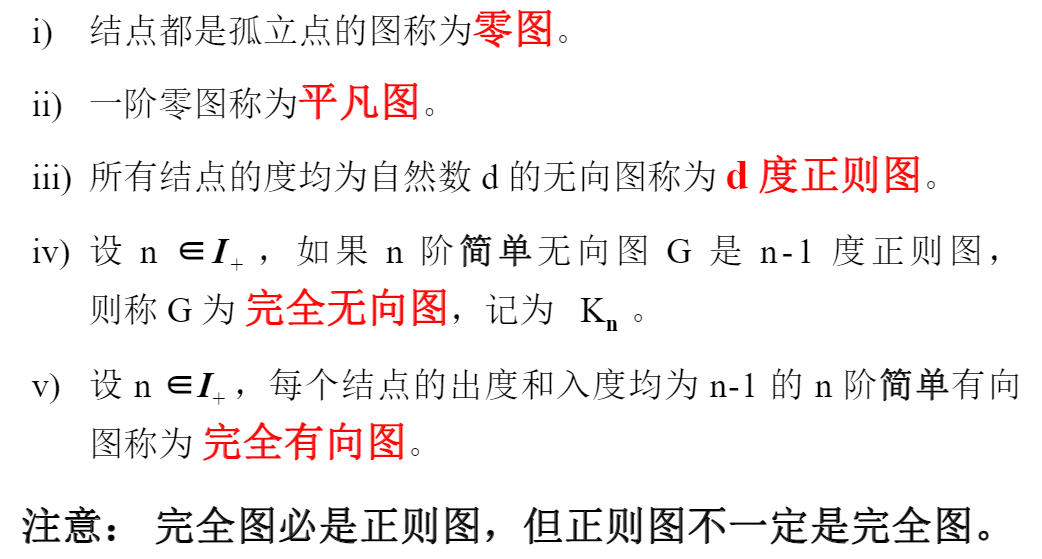 i) 结点都是孤立点的图称为零图。
ii) 一阶零图称为平凡图。
iii) 所有结点的度均为自然数 d 的无向图称为 d 度正则图。
iv) 设 n ∈I₊ ，如果 n 阶简单无向图 G 是 n-1 度正则图，
则称 G 为 完全无向图，记为 Kₙ 。
v) 设 n ∈I₊ ，每个结点的出度和入度均为 n-1 的 n 阶简单有向
图称为 完全有向图。
注意： 完全图必是正则图，但正则图不一定是完全图。